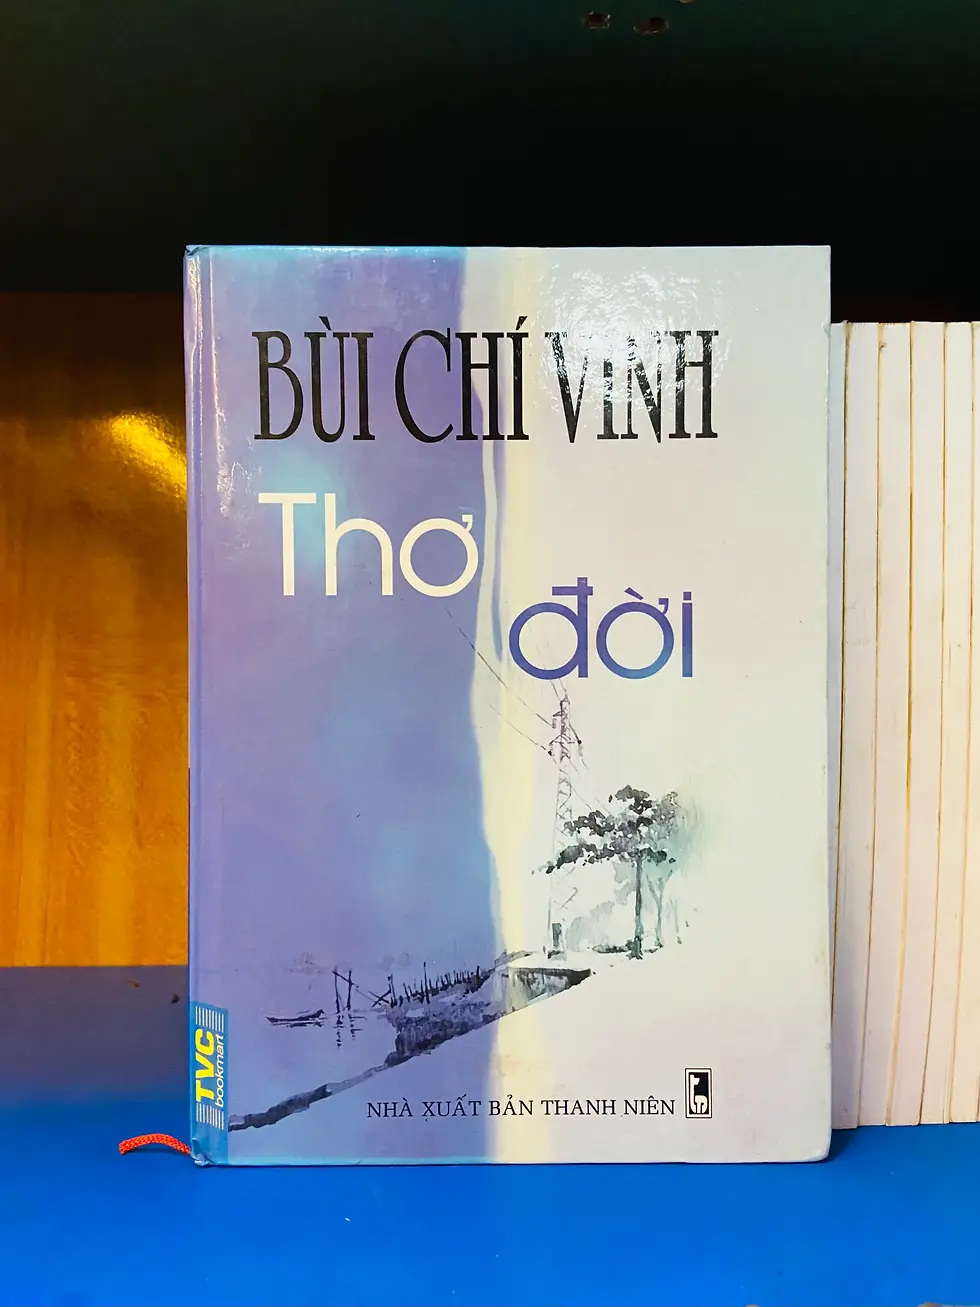 BÙI CHÍ VINH
Thơ
đời
TVC
bookmart
NHÀ XUẤT BẢN THANH NIÊN